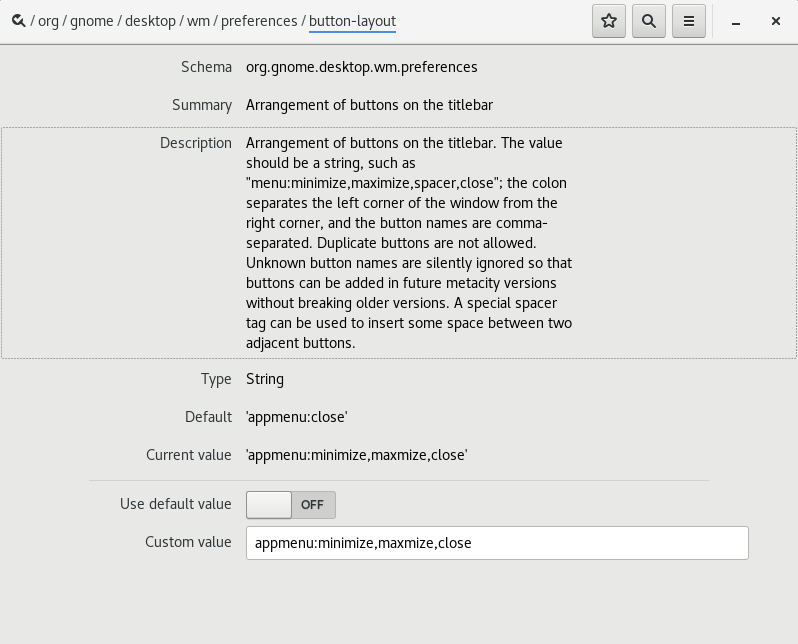 / org / gnome / desktop / wm / preferences / button-layout
Schema org.gnome.desktop.wm.preferences
Summary Arrangement of buttons on the titlebar
Description Arrangement of buttons on the titlebar. The value
should be a string, such as
"menu:minimize,maximize,spacer,close"; the colon
separates the left corner of the window from the
right corner, and the button names are comma-
separated. Duplicate buttons are not allowed.
Unknown button names are silently ignored so that
buttons can be added in future metacity versions
without breaking older versions. A special spacer
tag can be used to insert some space between two
adjacent buttons.
Type String
Default 'appmenu:close'
Current value 'appmenu:minimize,maxmize,close'
Use default value OFF
Custom value appmenu:minimize,maxmize,close